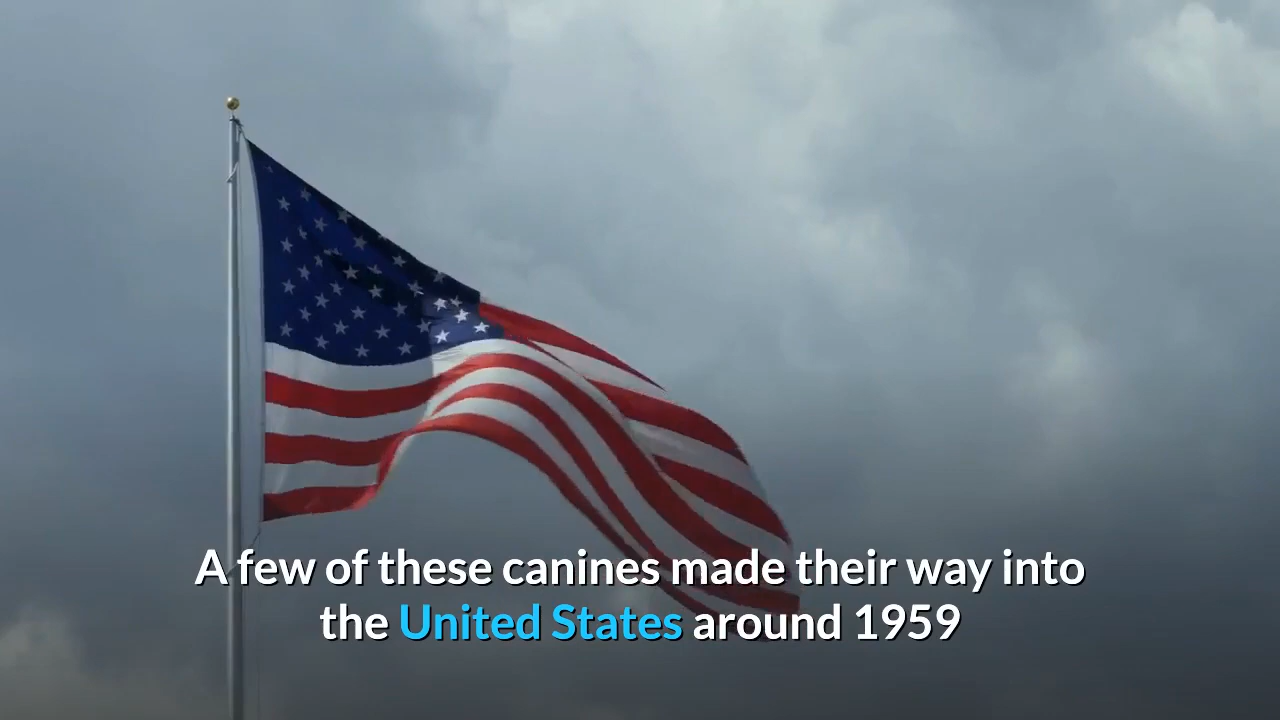 A few of these canines made their way into
the United States around 1959